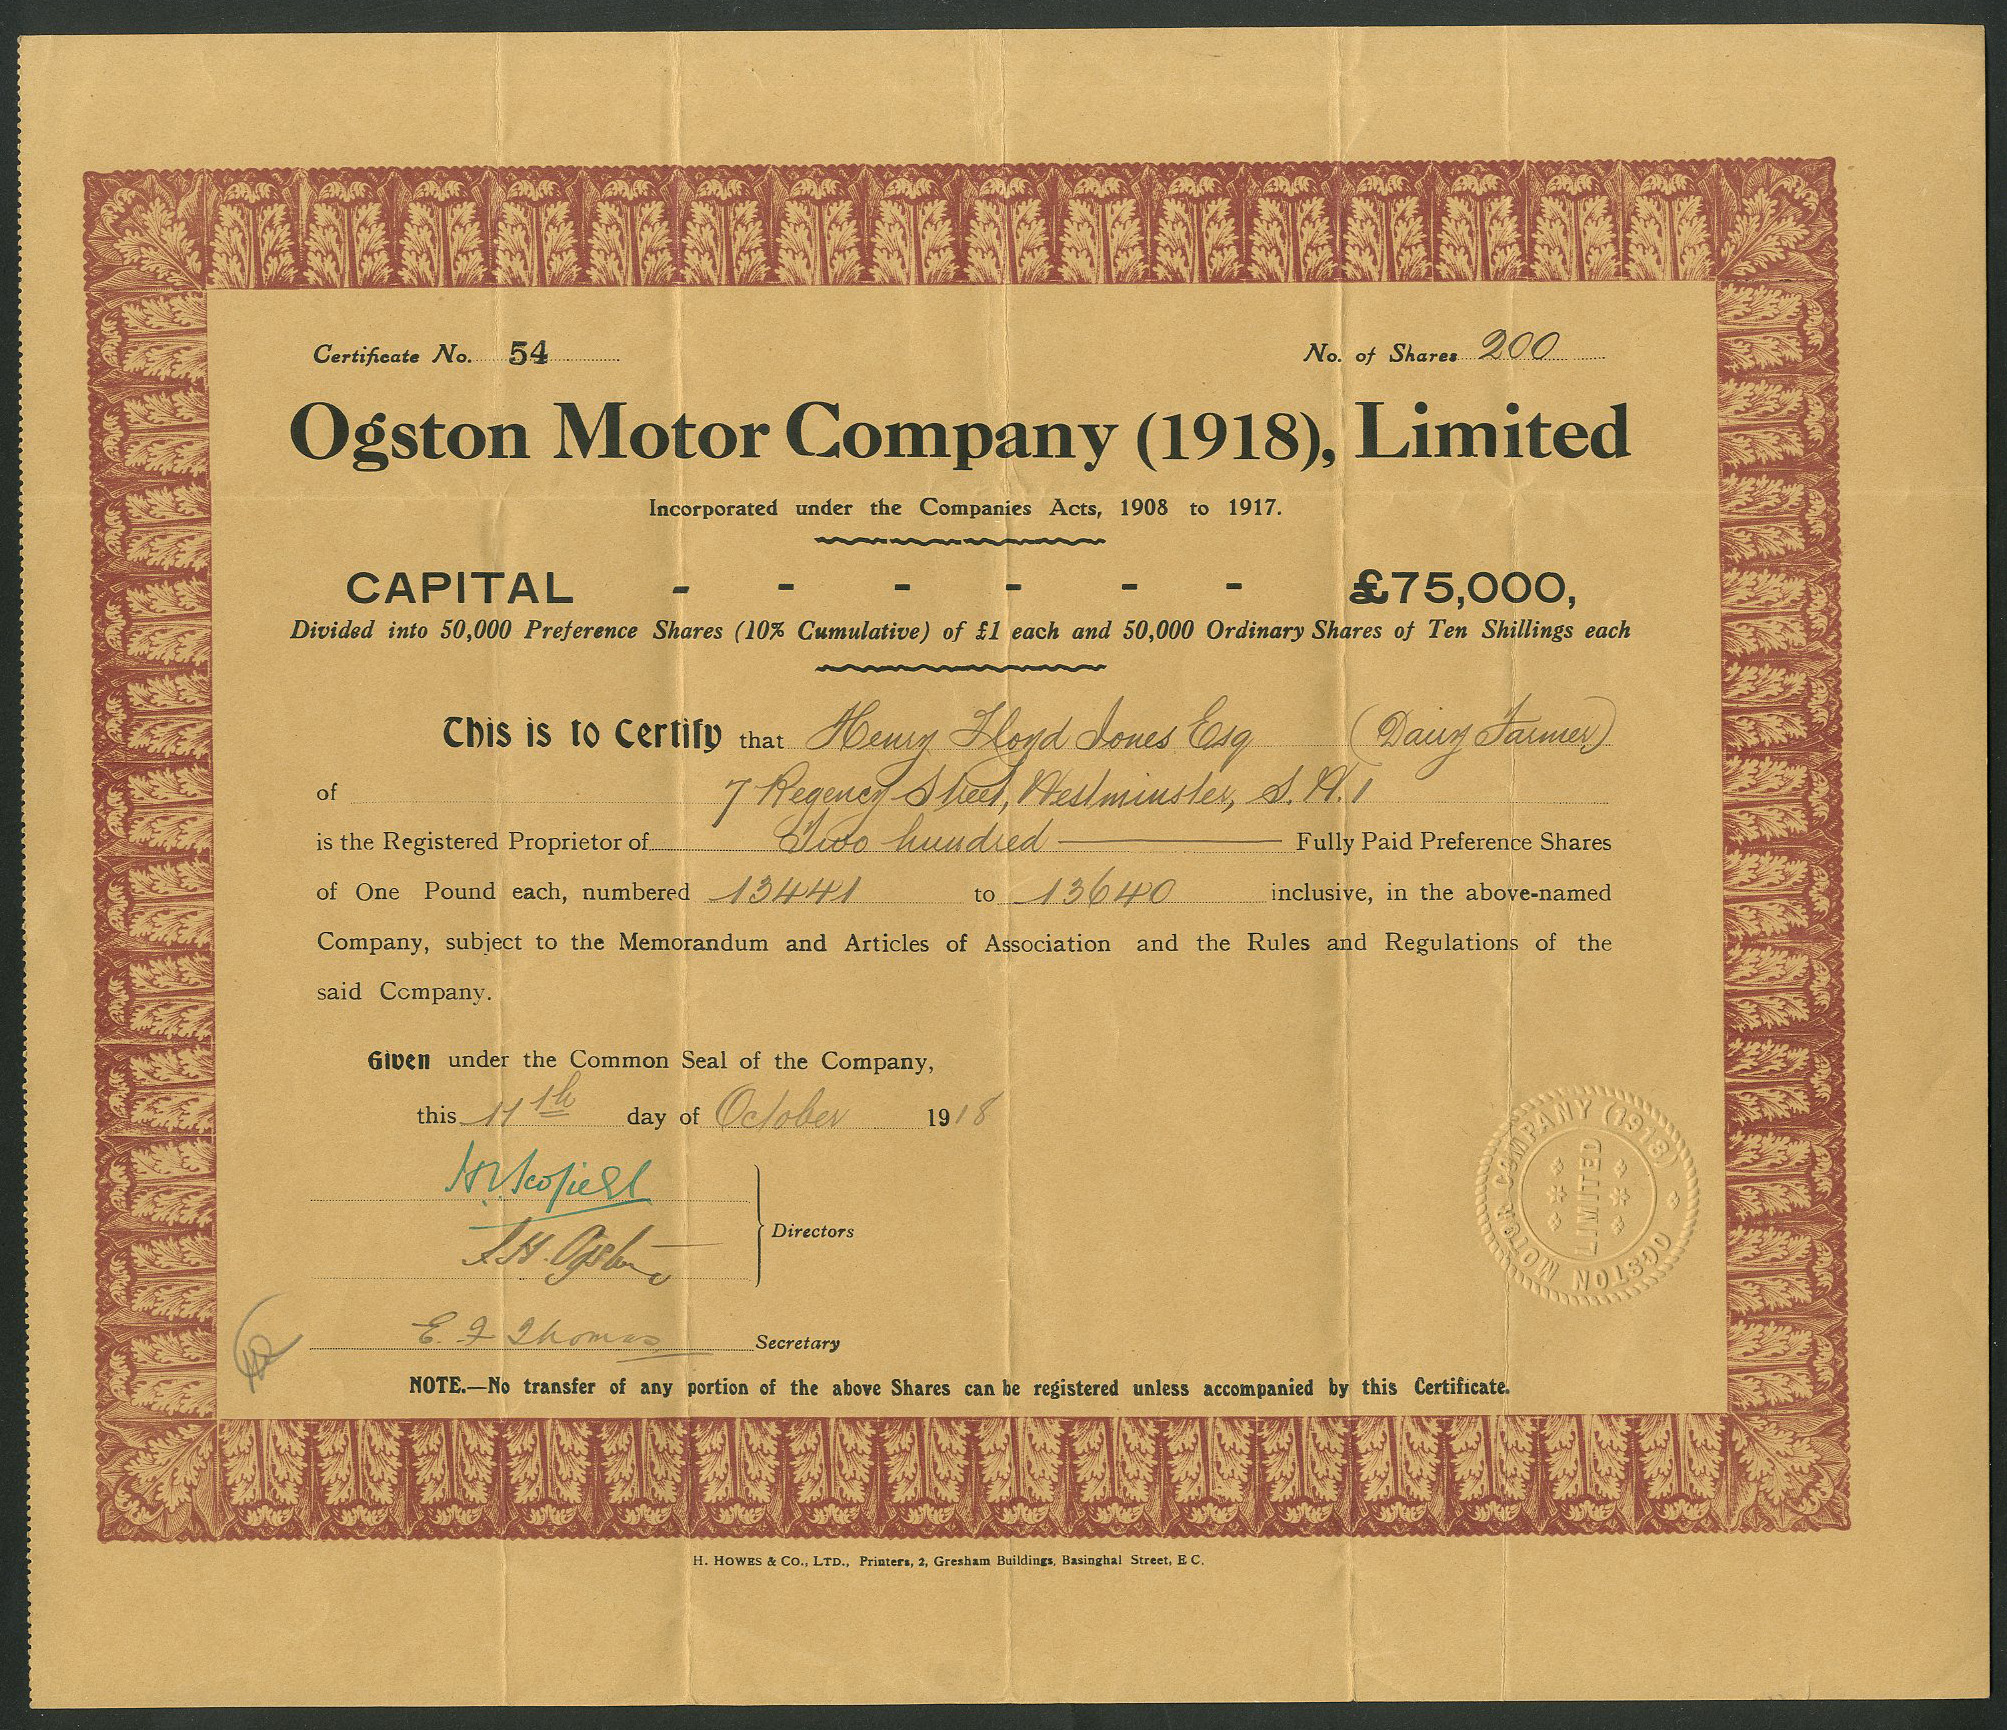 Certificate No. 54
No. of Shares 200
Ogston Motor Company (1918), Limited
Incorporated under the Companies Acts, 1908 to 1917.
CAPITAL - - - - - - £75,000,
Divided into 50,000 Preference Shares (10% Cumulative) of £1 each and 50,000 Ordinary Shares of Ten Shillings each
This is to Certify that Henry Lloyd Jones Esq (Dairy Farmer)
of 7 Regency Street, Westminster, S.W.1
is the Registered Proprietor of Two hundred Fully Paid Preference Shares
of One Pound each, numbered 13441 to 13640 inclusive, in the above-named
Company, subject to the Memorandum and Articles of Association and the Rules and Regulations of the
said Company.
Given under the Common Seal of the Company,
this 11th day of October 1918
Scofield
Ogston
Directors
E. F Thomas Secretary
OGSTON MOTOR COMPANY (1918)
LIMITED
NOTE.—No transfer of any portion of the above Shares can be registered unless accompanied by this Certificate.
H. HOWES & CO., LTD., Printers, 2, Gresham Buildings, Basinghal Street, E C.